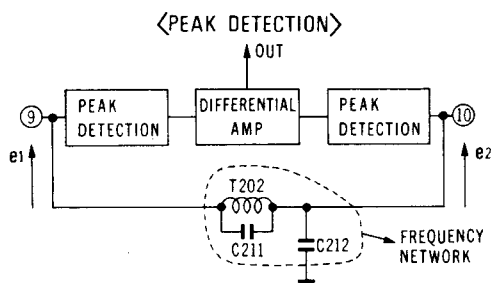 〈PEAK DETECTION〉
OUT
9
PEAK
DETECTION
DIFFERENTIAL
AMP
PEAK
DETECTION
10
e1
e2
T202
C211
C212
FREQUENCY
NETWORK